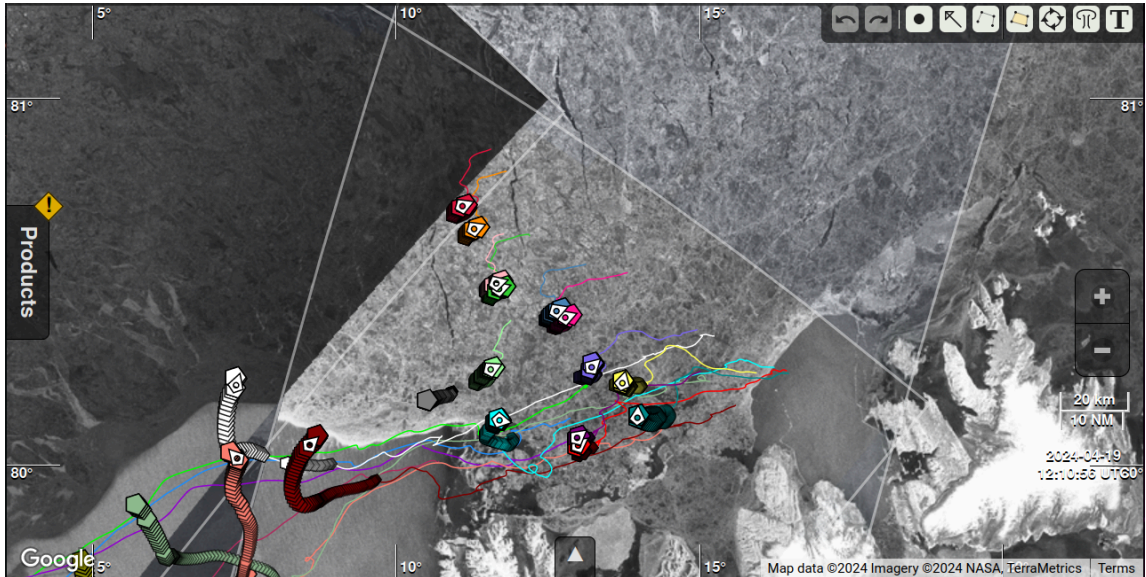 5° 10° 15°
T
81° 81°
!
Products
+
−
20 km
10 NM
2024-04-19
80°
12:10:56 UT60°
Google
5° 10° 15°
Map data ©2024 Imagery ©2024 NASA, TerraMetrics Terms